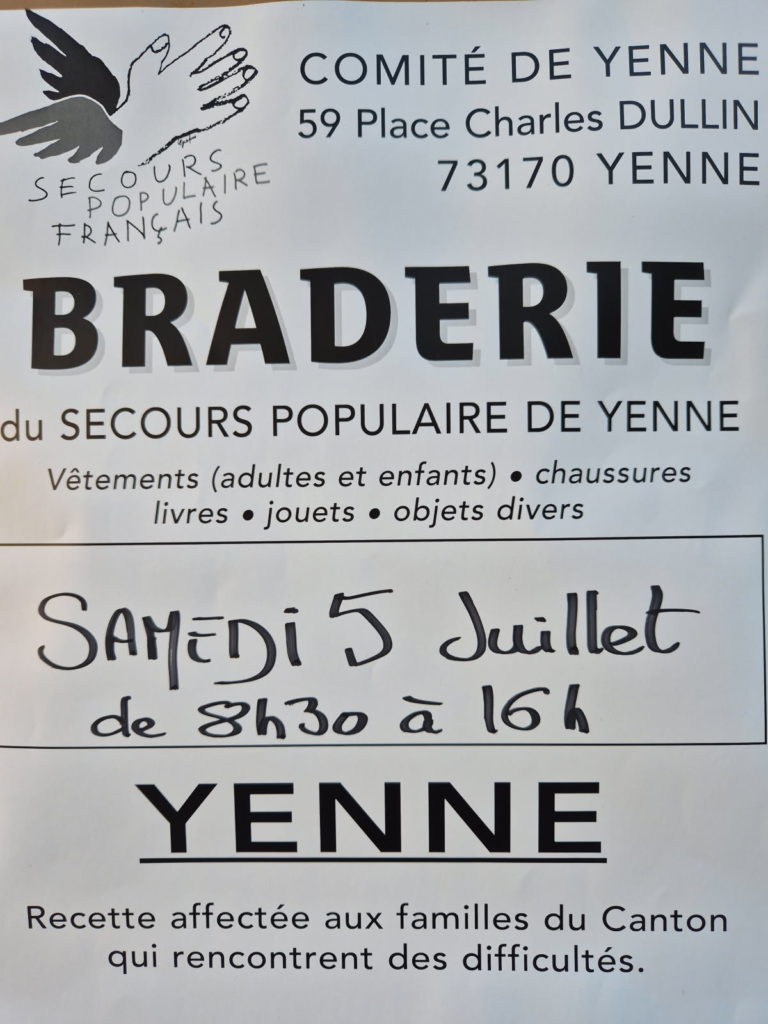 SECOURS
POPULAIRE
FRANÇAIS
COMITÉ DE YENNE
59 Place Charles DULLIN
73170 YENNE
BRADERIE
du SECOURS POPULAIRE DE YENNE
Vêtements (adultes et enfants) • chaussures
livres • jouets • objets divers
SAMEDI 5 Juillet
de 8h30 à 16h
YENNE
Recette affectée aux familles du Canton
qui rencontrent des difficultés.